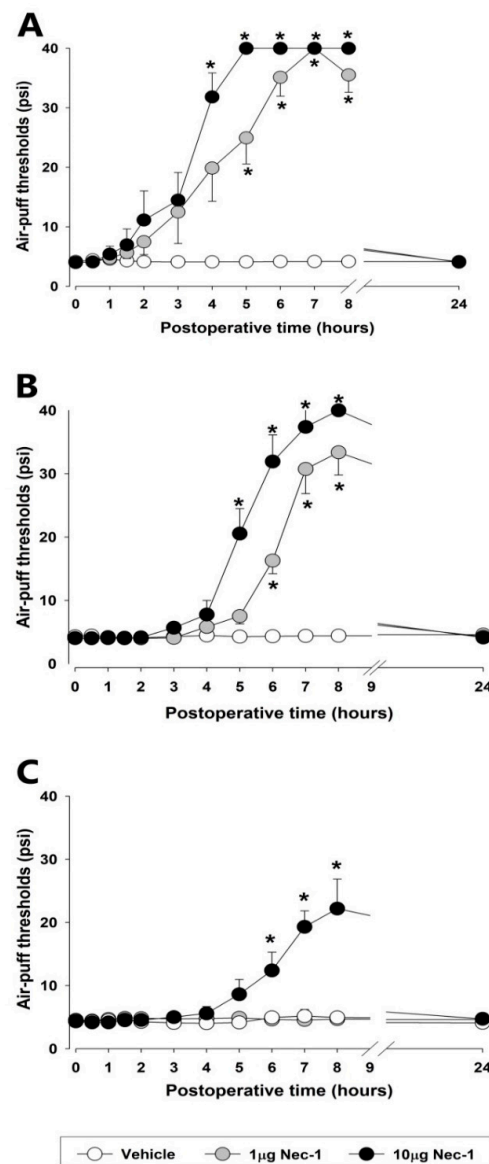 A
Air-puff thresholds (psi)
40
30
20
10
0
* * * * *
* * * *
0 1 2 3 4 5 6 7 8 24
Postoperative time (hours)
B
Air-puff thresholds (psi)
40
30
20
10
0
* * * *
* * *
0 1 2 3 4 5 6 7 8 9 24
Postoperative time (hours)
C
Air-puff thresholds (psi)
40
30
20
10
0
* * *
0 1 2 3 4 5 6 7 8 9 24
Postoperative time (hours)
Vehicle 1µg Nec-1 10µg Nec-1